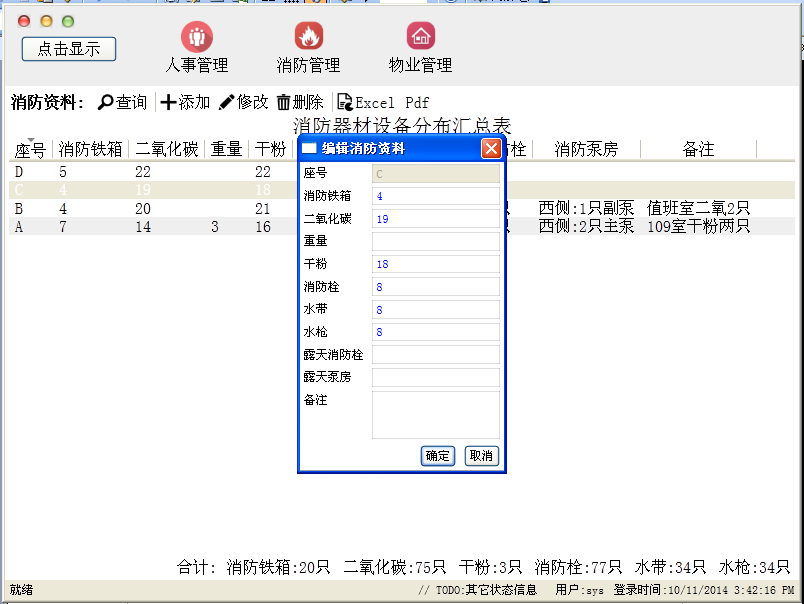 点击显示
人事管理 消防管理 物业管理
消防资料: 查询 添加 修改 删除 Excel Pdf
消防器材设备分布汇总表
座号 消防铁箱 二氧化碳 重量 干粉 栓 消防泵房 备注
D 5 22 22
C 4 19 18
B 4 20 21 只 西侧:1只副泵 值班室二氧2只
A 7 14 3 16 只 西侧:2只主泵 109室干粉两只
编辑消防资料
座号 C
消防铁箱 4
二氧化碳 19
重量
干粉 18
消防栓 8
水带 8
水枪 8
露天消防栓
露天泵房
备注
确定 取消
合计: 消防铁箱:20只 二氧化碳:75只 干粉:3只 消防栓:77只 水带:34只 水枪:34只
就绪 // TODO:其它状态信息 用户:sys 登录时间:10/11/2014 3:42:16 PM